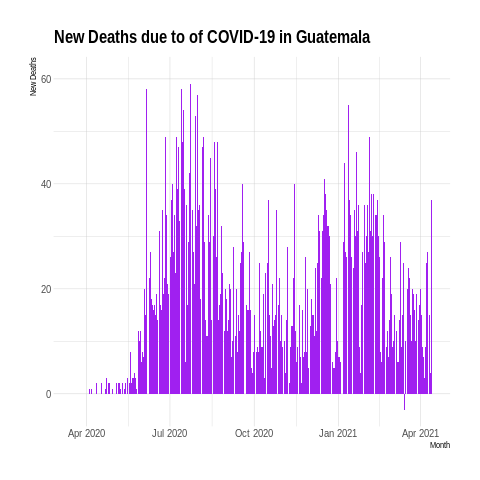 New Deaths due to of COVID-19 in Guatemala
New Deaths
60
40
20
0
Apr 2020 Jul 2020 Oct 2020 Jan 2021 Apr 2021
Month